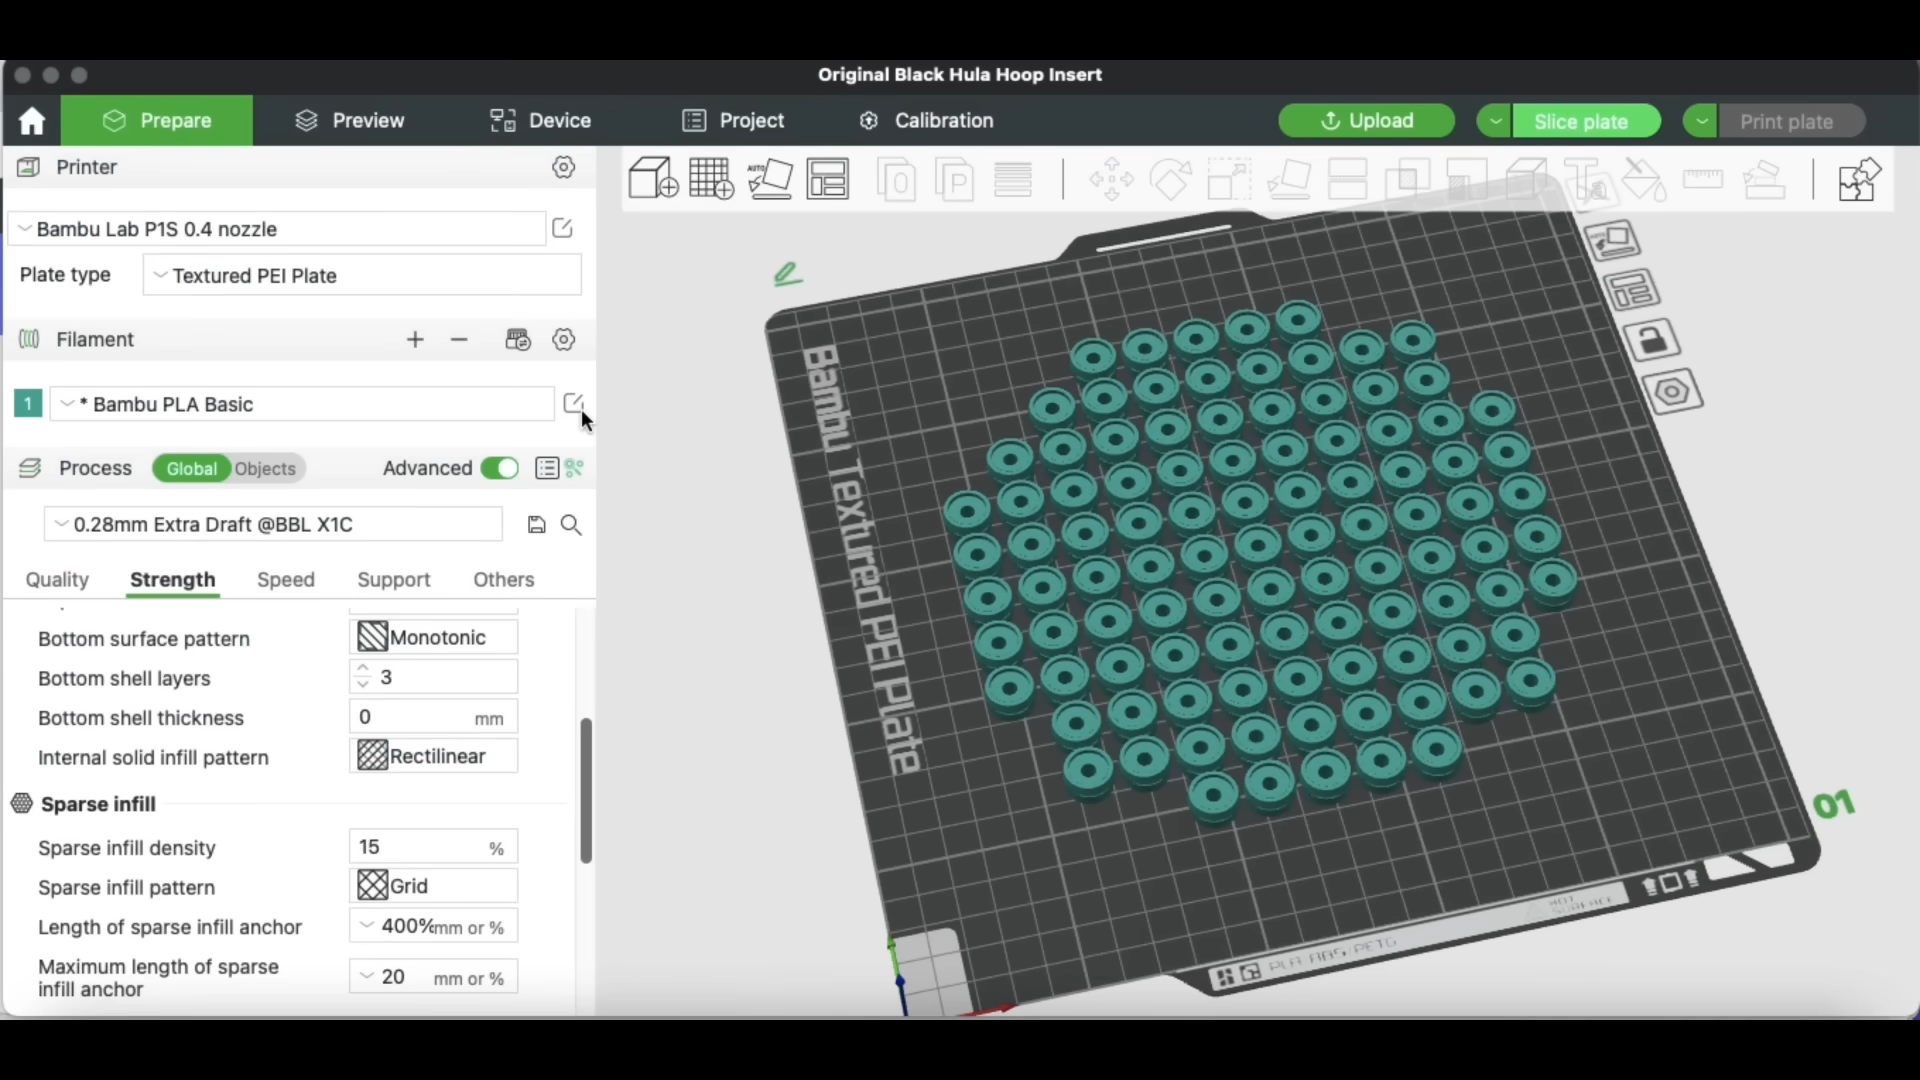 Original Black Hula Hoop Insert
Prepare
Preview
Device
Project
Calibration
Upload
Slice plate
Print plate
Printer
Bambu Lab P1S 0.4 nozzle
Plate type
Textured PEI Plate
Filament
1
* Bambu PLA Basic
Process
Global
Objects
Advanced
0.28mm Extra Draft @BBL X1C
Quality
Strength
Speed
Support
Others
Bottom surface pattern
Monotonic
Bottom shell layers
3
Bottom shell thickness
0 mm
Internal solid infill pattern
Rectilinear
Sparse infill
Sparse infill density
15 %
Sparse infill pattern
Grid
Length of sparse infill anchor
400% mm or %
Maximum length of sparse
infill anchor
20 mm or %
AUTO
O
P
T
Bambu Textured PEI Plate
01
PLA/ABS/PETG
HOT
SURFACE